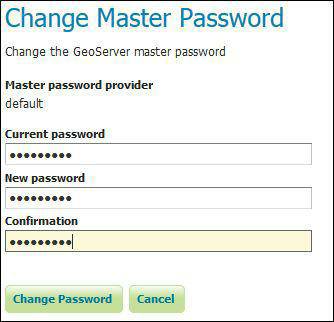 Change Master Password
Change the GeoServer master password
Master password provider
default
Current password
●●●●●●●●●
New password
●●●●●●●●●
Confirmation
●●●●●●●●●
Change Password
Cancel